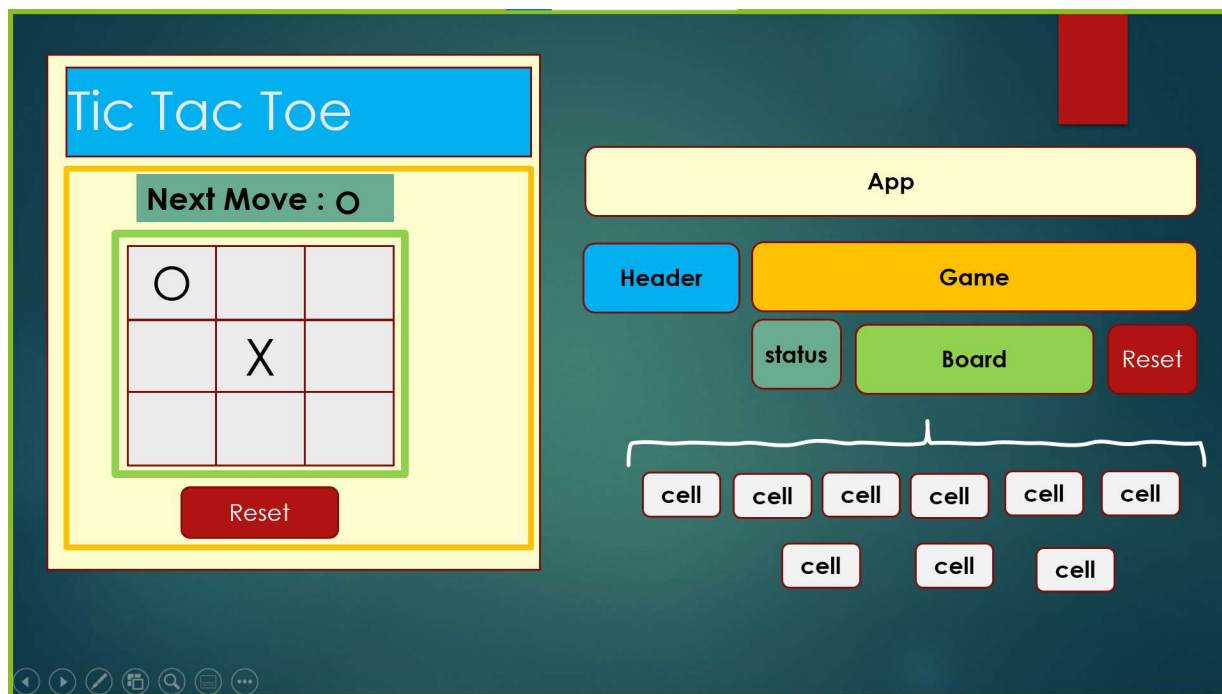 Tic Tac Toe
Next Move : O
O
X
Reset
App
Header Game
status Board Reset
cell cell cell cell cell cell
cell cell cell